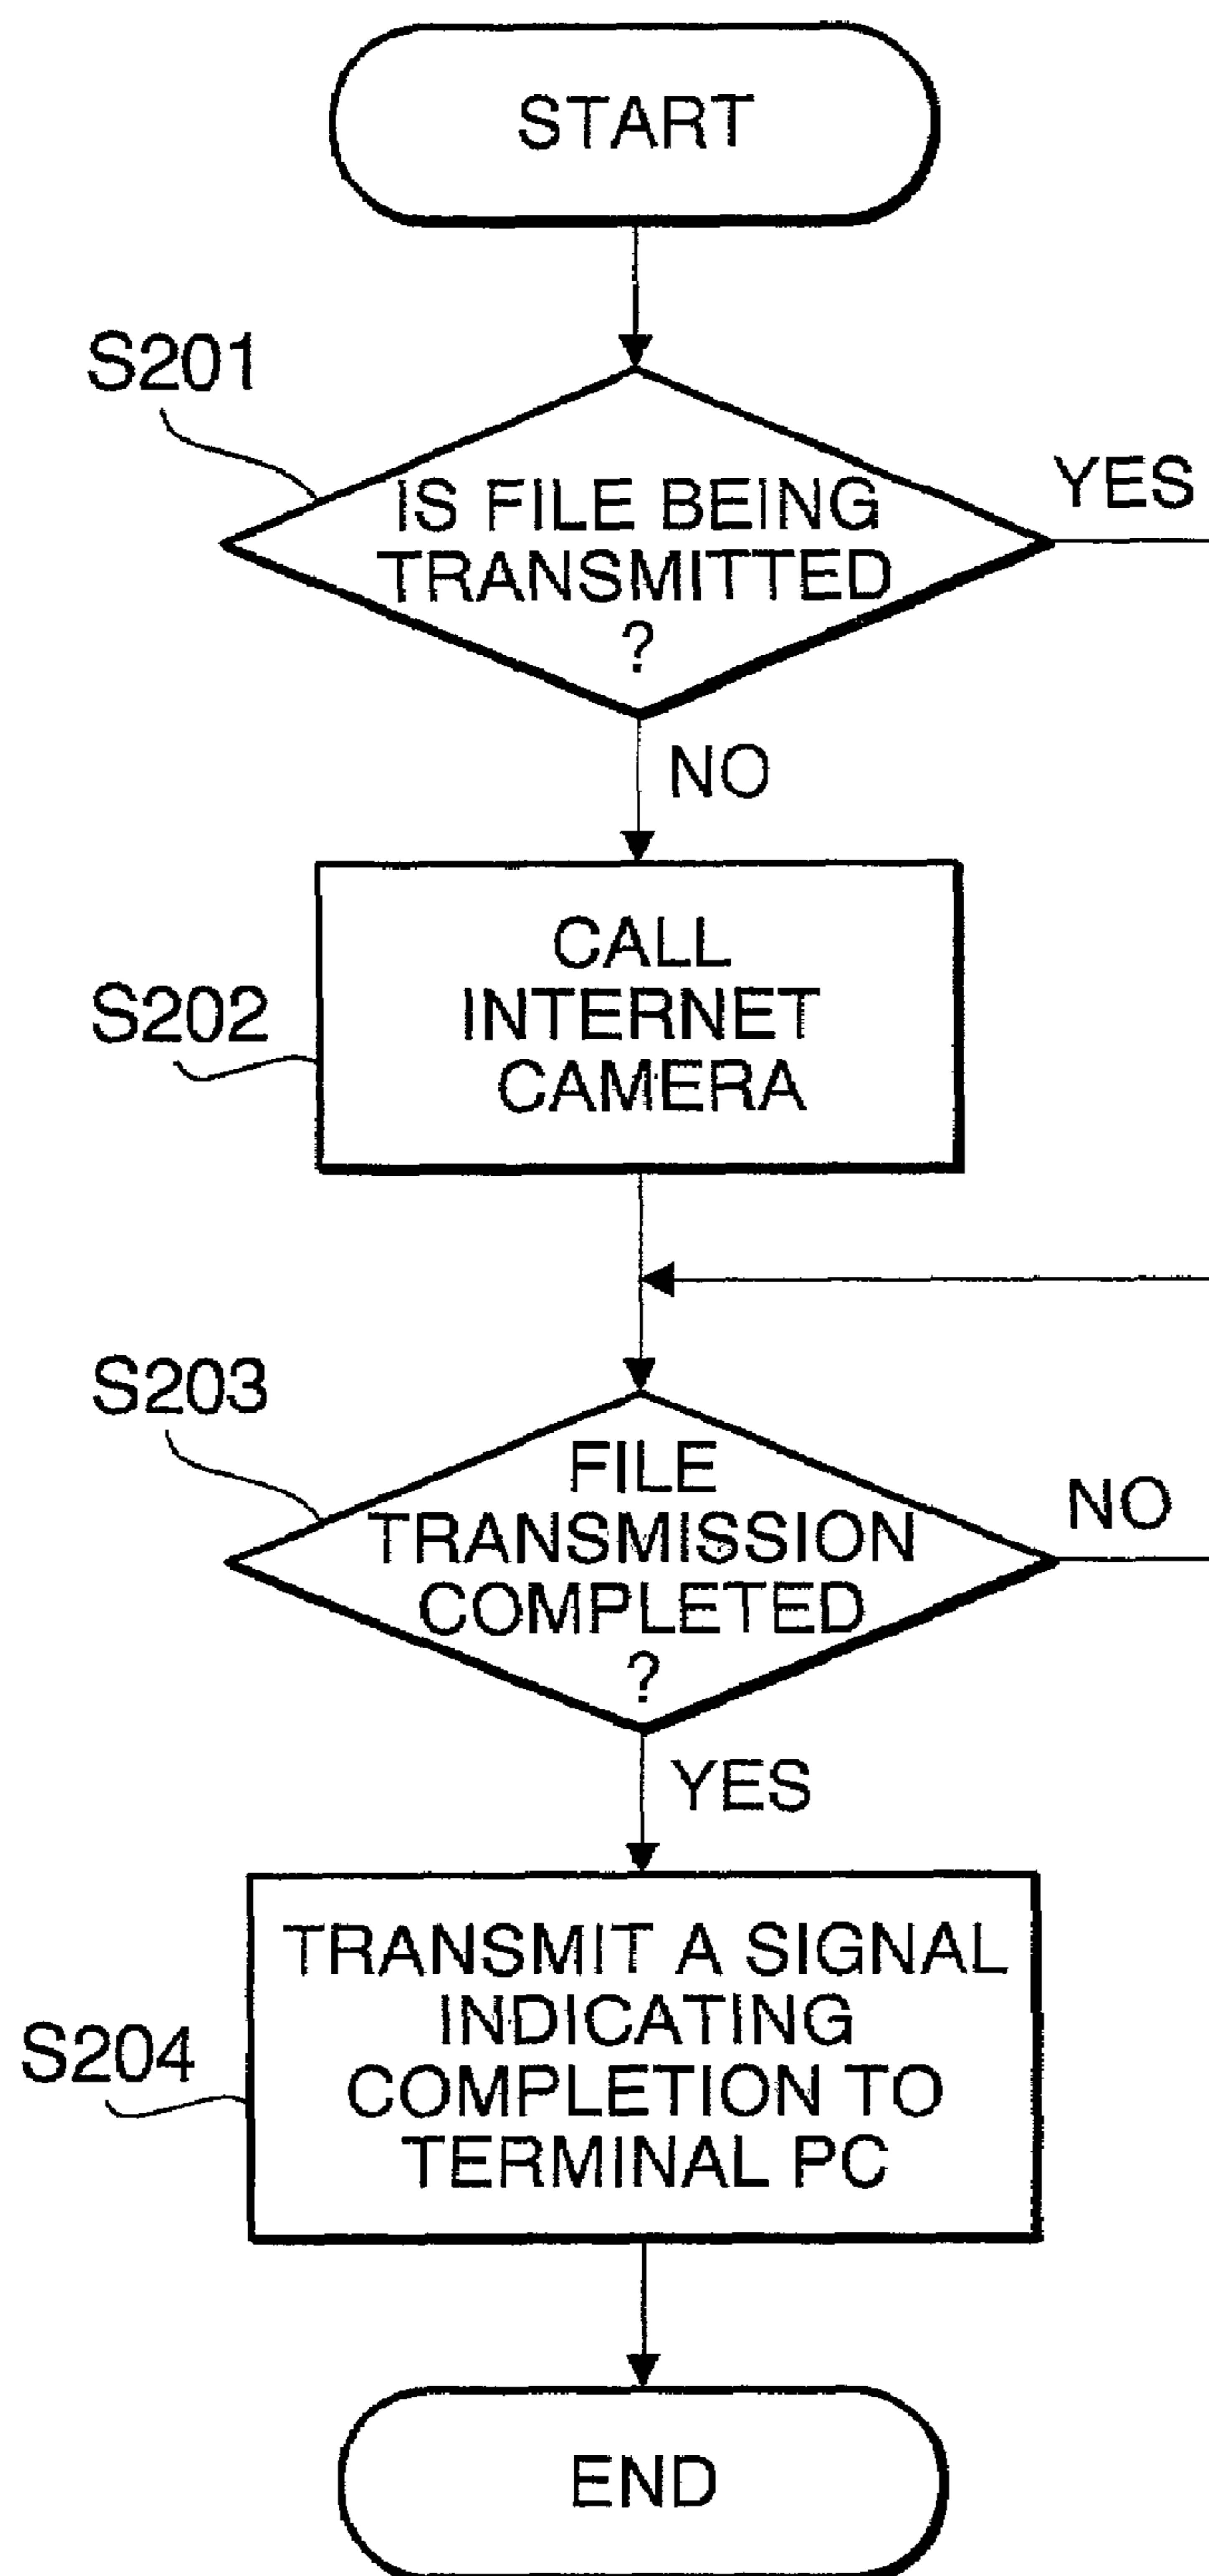 START
S201
IS FILE BEING
TRANSMITTED
?
YES
NO
S202
CALL
INTERNET
CAMERA
S203
FILE
TRANSMISSION
COMPLETED
?
NO
YES
S204
TRANSMIT A SIGNAL
INDICATING
COMPLETION TO
TERMINAL PC
END